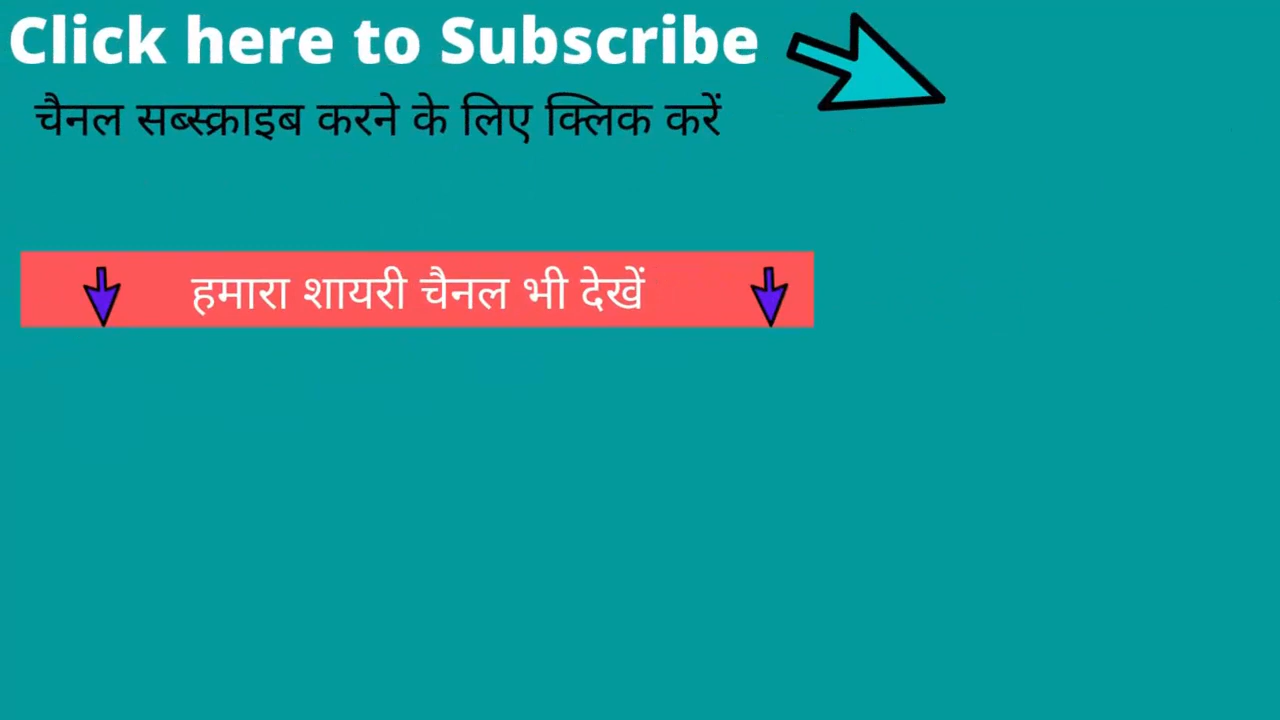 Click here to Subscribe
चैनल सब्स्क्राइब करने के लिए क्लिक करें
हमारा शायरी चैनल भी देखें